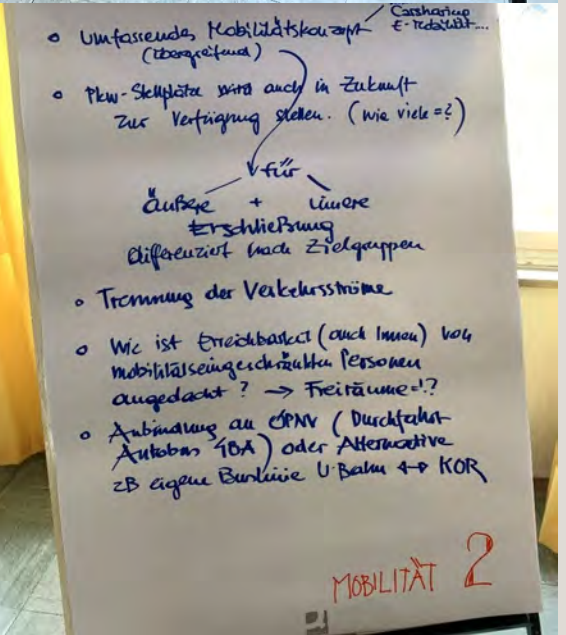 Carsharing
E-Mobilität...
• Umfassendes Mobilitätskonzept
(übergreifend)
• Pkw-Stellplätze wird auch in Zukunft
zur Verfügung stellen. (wie viele =?)
für
äußere + innere
Erschließung
differenziert nach Zielgruppen
• Trennung der Verkehrsströme
• Wie ist Erreichbarkeit (auch Innen) von
mobilitätseingeschränkten Personen
angedacht? → Freiräume =!?
• Anbindung an ÖPNV (Durchfahrt
Autobus 48A) oder Alternative
zB eigene Buslinie U-Bahn ↔ KOR
MOBILITÄT 2